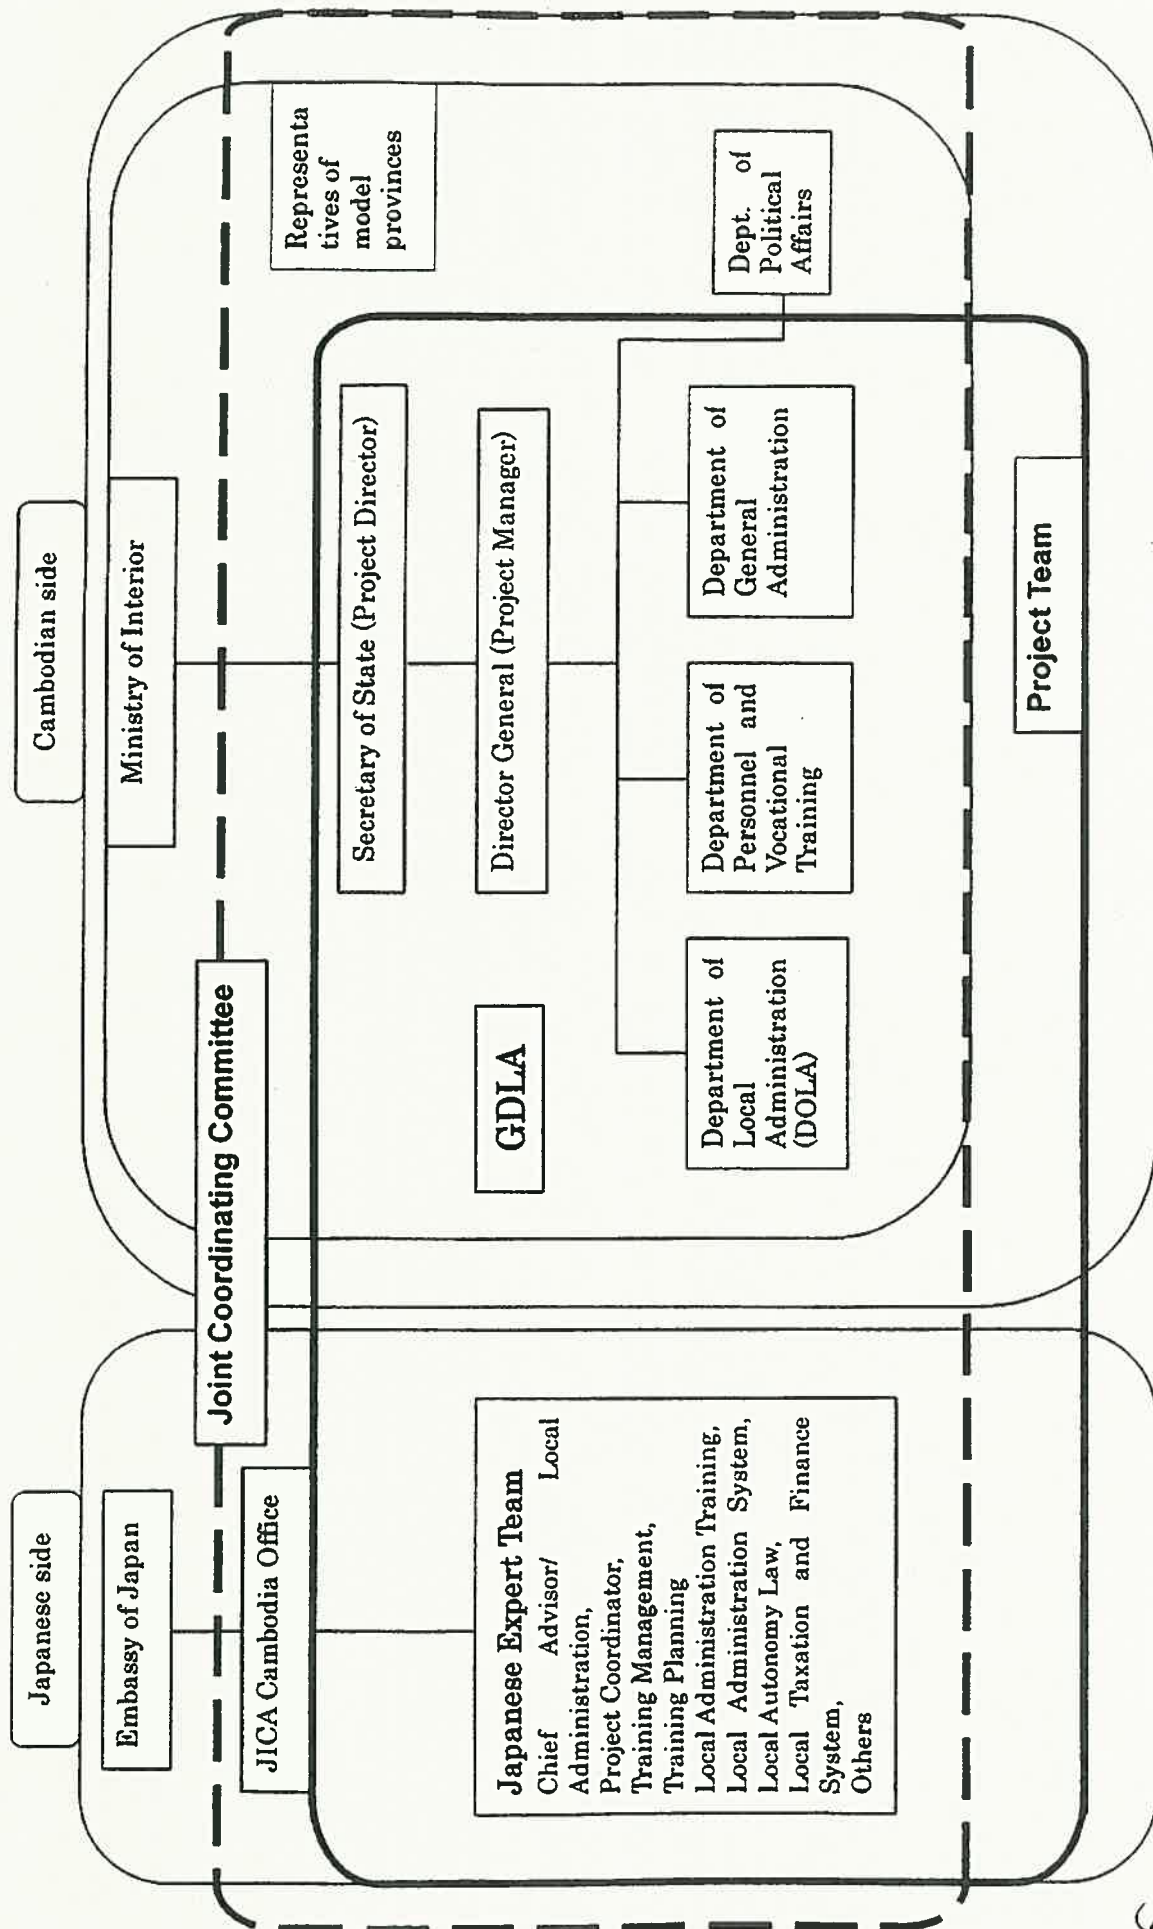 Japanese side
Embassy of Japan
JICA Cambodia Office
Japanese Expert Team
Chief Advisor/ Local
Administration,
Project Coordinator,
Training Management,
Training Planning
Local Administration Training,
Local Administration System,
Local Autonomy Law,
Local Taxation and Finance
System,
Others
Joint Coordinating Committee
Cambodian side
Ministry of Interior
Secretary of State (Project Director)
GDLA
Director General (Project Manager)
Department of
Local
Administration
(DOLA)
Department of
Personnel and
Vocational
Training
Department of
General
Administration
Dept. of
Political
Affairs
Representa
tives of
model
provinces
Project Team